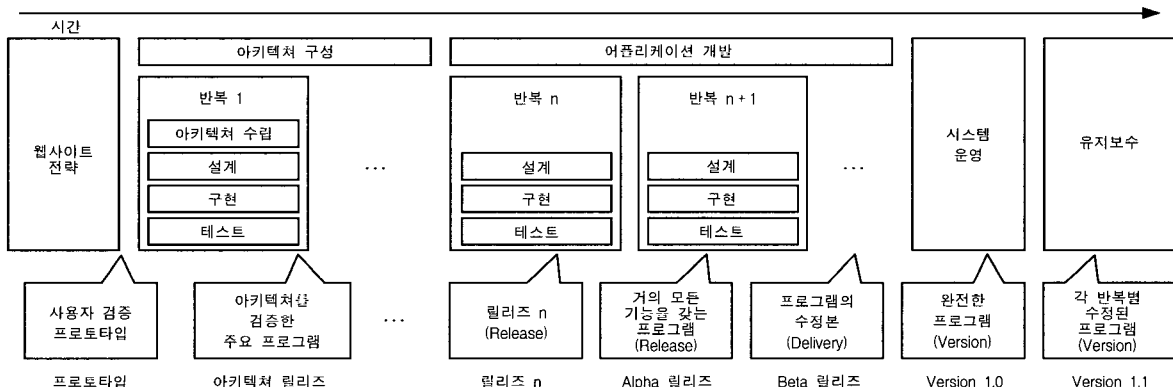 시간
아키텍쳐 구성
어플리케이션 개발
웹사이트
전략
반복 1
아키텍쳐 수립
설계
구현
테스트
...
반복 n
설계
구현
테스트
반복 n+1
설계
구현
테스트
...
시스템
운영
유지보수
사용자 검증
프로토타입
아키텍쳐를
검증한
주요 프로그램
...
릴리즈 n
(Release)
거의 모든
기능을 갖는
프로그램
(Release)
프로그램의
수정본
(Delivery)
완전한
프로그램
(Version)
각 반복별
수정된
프로그램
(Version)
프로토타입
아키텍쳐 릴리즈
릴리즈 n
Alpha 릴리즈
Beta 릴리즈
Version 1.0
Version 1.1